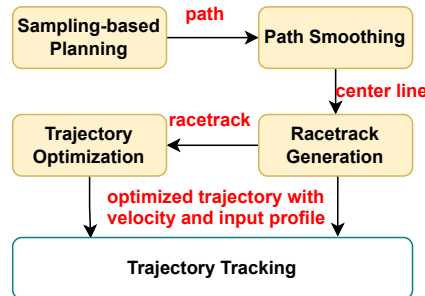 path
Sampling-based
Planning
Path Smoothing
center line
racetrack
Trajectory
Optimization
Racetrack
Generation
optimized trajectory with
velocity and input profile
Trajectory Tracking